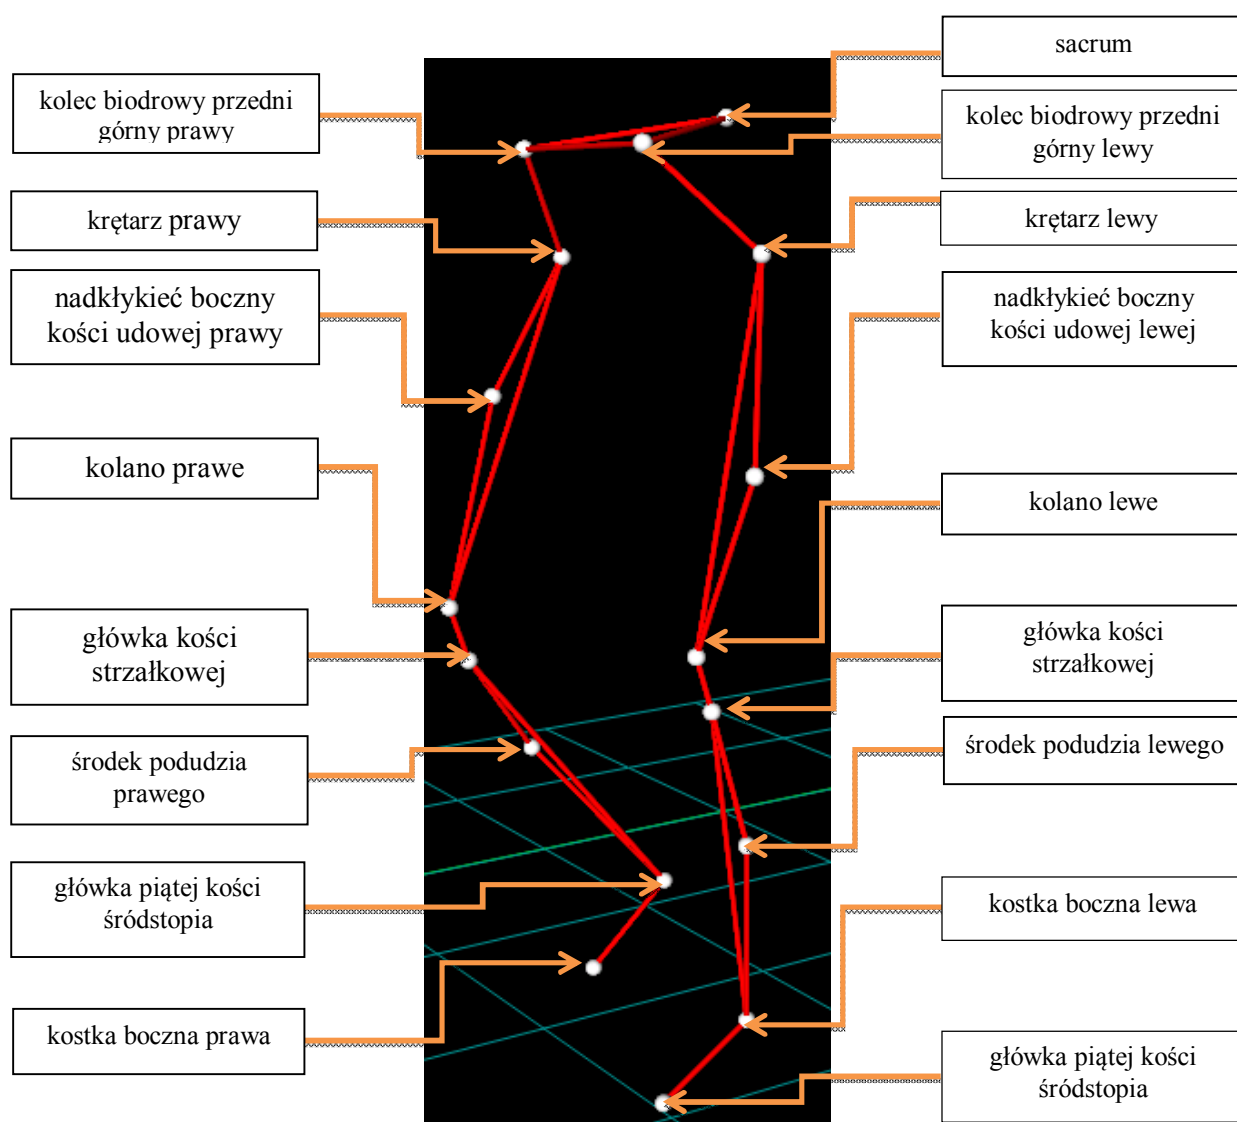 kolec biodrowy przedni
górny prawy
krętarz prawy
nadkłykieć boczny
kości udowej prawy
kolano prawe
główka kości
strzałkowej
środek podudzia
prawego
główka piątej kości
śródstopia
kostka boczna prawa
sacrum
kolec biodrowy przedni
górny lewy
krętarz lewy
nadkłykieć boczny
kości udowej lewej
kolano lewe
główka kości
strzałkowej
środek podudzia lewego
kostka boczna lewa
główka piątej kości
śródstopia